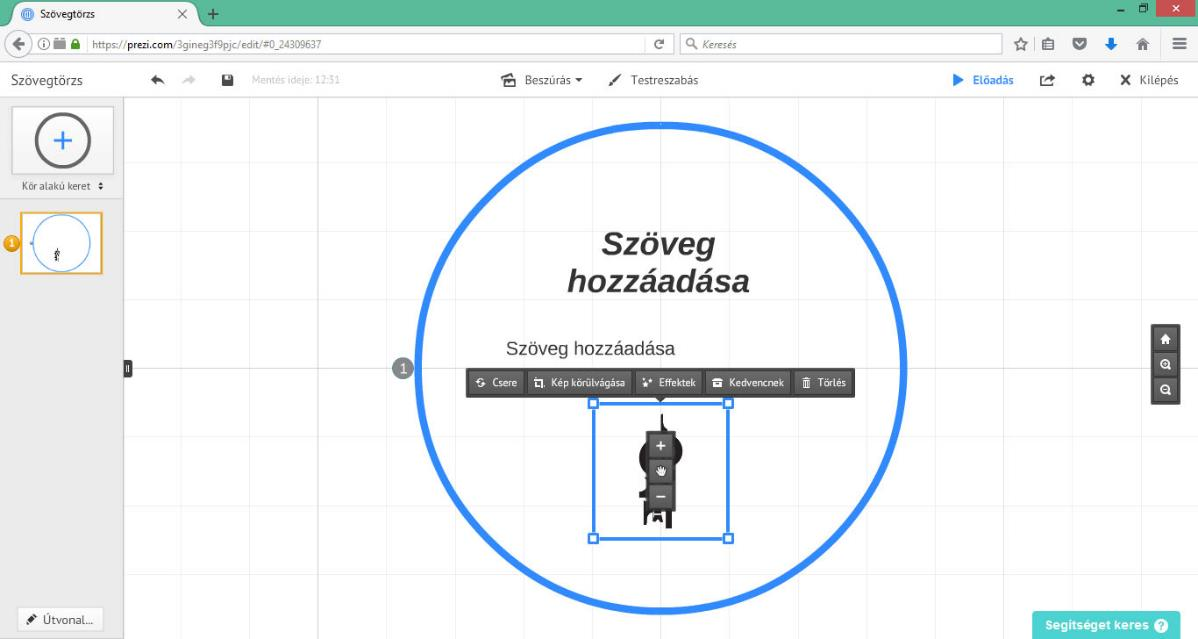 Szövegtörzs
https://prezi.com/3gineg3f9pjc/edit/#0_24309637
Keresés
Szövegtörzs
Mentés ideje: 12:31
Beszúrás
Testreszabás
Előadás
Kilépés
Kör alakú keret
1
1
Szöveg
hozzáadása
Szöveg hozzáadása
Csere
Kép körülvágása
Effektek
Kedvencnek
Törlés
Útvonal...
Segítséget keres ?